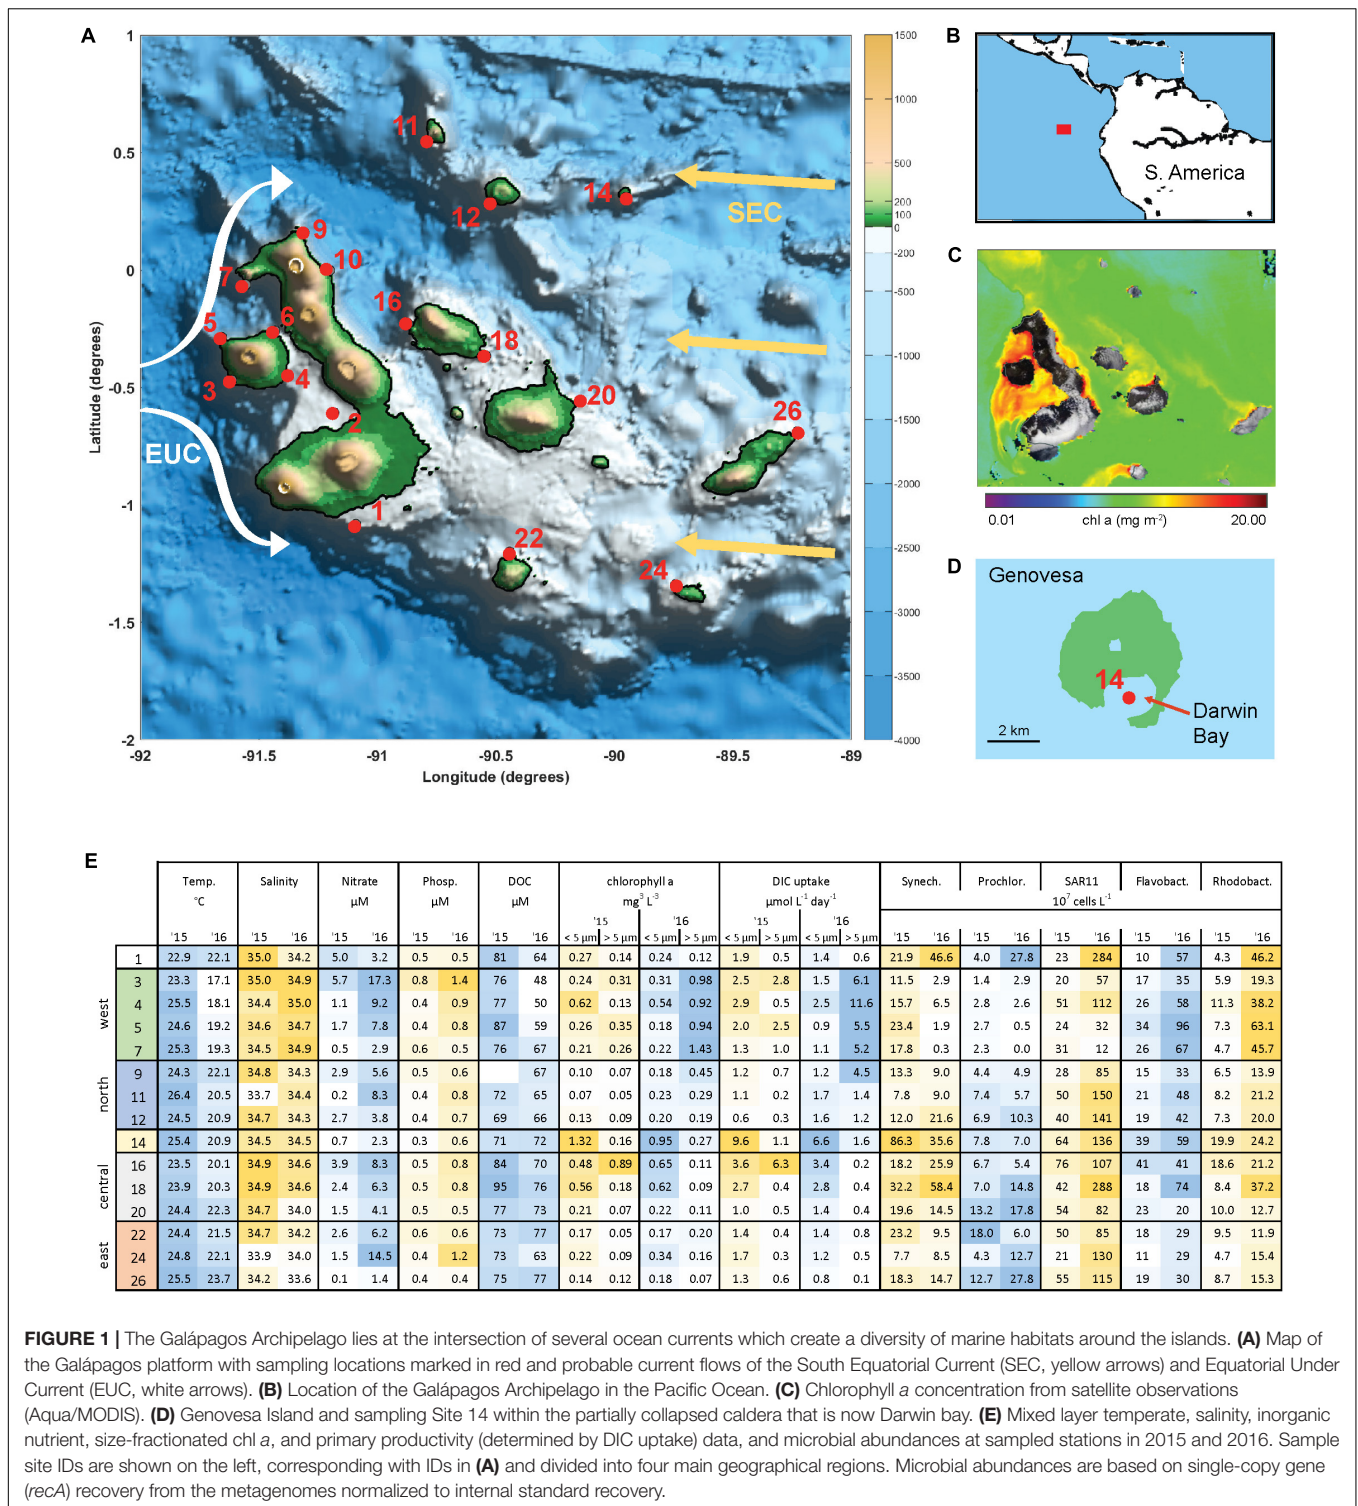 A
1
0.5
0
-0.5
-1
-1.5
-2
Latitude (degrees)
-92
-91.5
-91
-90.5
-90
-89.5
-89
Longitude (degrees)
11
12
14
SEC
9
10
7
6
5
16
18
3
4
2
20
26
EUC
1
22
24
1500
1000
500
200
100
0
-200
-500
-1000
-1500
-2000
-2500
-3000
-3500
-4000
B
S. America
C
0.01 chl a (mg m-2) 20.00
D
Genovesa
14
Darwin
Bay
2 km
E
Temp. Salinity Nitrate Phosp. DOC chlorophyll a DIC uptake Synech. Prochlor. SAR11 Flavobact. Rhodobact.
°C µM µM µM mg³ L⁻³ µmol L⁻¹ day⁻¹ 10⁷ cells L⁻¹
'15 '16 '15 '16
'15 '16 '15 '16 '15 '16 '15 '16 '15 '16 < 5 µm > 5 µm < 5 µm > 5 µm < 5 µm > 5 µm < 5 µm > 5 µm '15 '16 '15 '16 '15 '16 '15 '16 '15 '16
1 22.9 22.1 35.0 34.2 5.0 3.2 0.5 0.5 81 64 0.27 0.14 0.24 0.12 1.9 0.5 1.4 0.6 21.9 46.6 4.0 27.8 23 284 10 57 4.3 46.2
west
3 23.3 17.1 35.0 34.9 5.7 17.3 0.8 1.4 76 48 0.24 0.31 0.31 0.98 2.5 2.8 1.5 6.1 11.5 2.9 1.4 2.9 20 57 17 35 5.9 19.3
4 25.5 18.1 34.4 35.0 1.1 9.2 0.4 0.9 77 50 0.62 0.13 0.54 0.92 2.9 0.5 2.5 11.6 15.7 6.5 2.8 2.6 51 112 26 58 11.3 38.2
5 24.6 19.2 34.6 34.7 1.7 7.8 0.4 0.8 87 59 0.26 0.35 0.18 0.94 2.0 2.5 0.9 5.5 23.4 1.9 2.7 0.5 24 32 34 96 7.3 63.1
7 25.3 19.3 34.5 34.9 0.5 2.9 0.6 0.5 76 67 0.21 0.26 0.22 1.43 1.3 1.0 1.1 5.2 17.8 0.3 2.3 0.0 31 12 26 67 4.7 45.7
north
9 24.3 22.1 34.8 34.3 2.9 5.6 0.5 0.6 67 0.10 0.07 0.18 0.45 1.2 0.7 1.2 4.5 13.3 9.0 4.4 4.9 28 85 15 33 6.5 13.9
11 26.4 20.5 33.7 34.4 0.2 8.3 0.4 0.7 72 65 0.07 0.05 0.23 0.29 1.1 0.2 1.7 1.4 7.8 9.0 7.4 5.7 50 150 21 48 8.2 21.2
12 24.5 20.9 34.7 34.3 2.7 3.8 0.4 0.8 69 66 0.13 0.09 0.20 0.19 0.6 0.3 1.6 1.2 12.0 21.6 6.9 10.3 40 141 19 42 7.3 20.0
14 25.4 20.9 34.5 34.5 0.7 2.3 0.3 0.6 71 72 1.32 0.16 0.95 0.27 9.6 1.1 6.6 1.6 86.3 35.6 7.8 7.0 64 136 39 59 19.9 24.2
central
16 23.5 20.1 34.9 34.6 3.9 8.3 0.5 0.8 84 70 0.48 0.89 0.65 0.11 3.6 6.3 3.4 0.2 18.2 25.9 6.7 5.4 76 107 41 41 18.6 21.2
18 23.9 20.3 34.9 34.6 2.4 6.3 0.5 0.8 95 76 0.56 0.18 0.62 0.09 2.7 0.4 2.8 0.4 32.2 58.4 7.0 14.8 42 288 18 74 8.4 37.2
20 24.4 22.3 34.7 34.0 1.5 4.1 0.5 0.5 77 73 0.21 0.07 0.22 0.11 1.0 0.5 1.4 0.4 19.6 14.5 13.2 17.8 54 82 23 20 10.0 12.7
east
22 24.4 21.5 34.7 34.2 2.6 6.2 0.6 0.6 73 77 0.17 0.05 0.17 0.20 1.4 0.4 1.4 0.8 23.2 9.5 18.0 6.0 50 85 18 29 9.5 11.9
24 24.8 22.1 33.9 34.0 1.5 14.5 0.4 1.2 73 63 0.22 0.09 0.34 0.16 1.7 0.3 1.2 0.5 7.7 8.5 4.3 12.7 21 130 11 29 4.7 15.4
26 25.5 23.7 34.2 33.6 0.1 1.4 0.4 0.4 75 77 0.14 0.12 0.18 0.07 1.3 0.6 0.8 0.1 18.3 14.7 12.7 27.8 55 115 19 30 8.7 15.3
FIGURE 1 | The Galápagos Archipelago lies at the intersection of several ocean currents which create a diversity of marine habitats around the islands. (A) Map of
the Galápagos platform with sampling locations marked in red and probable current flows of the South Equatorial Current (SEC, yellow arrows) and Equatorial Under
Current (EUC, white arrows). (B) Location of the Galápagos Archipelago in the Pacific Ocean. (C) Chlorophyll a concentration from satellite observations
(Aqua/MODIS). (D) Genovesa Island and sampling Site 14 within the partially collapsed caldera that is now Darwin bay. (E) Mixed layer temperate, salinity, inorganic
nutrient, size-fractionated chl a, and primary productivity (determined by DIC uptake) data, and microbial abundances at sampled stations in 2015 and 2016. Sample
site IDs are shown on the left, corresponding with IDs in (A) and divided into four main geographical regions. Microbial abundances are based on single-copy gene
(recA) recovery from the metagenomes normalized to internal standard recovery.